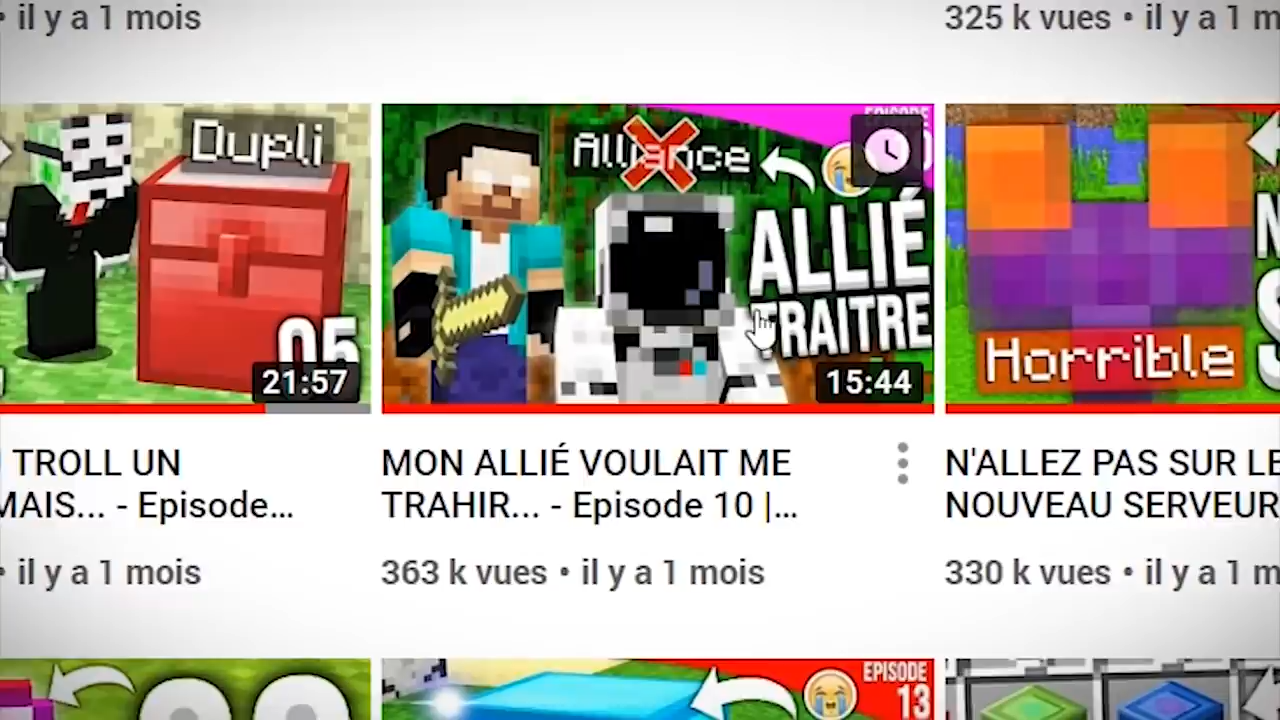 • il y a 1 mois
325 k vues • il y a 1 m
Dupli
05
21:57
Alliance
ALLIÉ
TRAITRE
15:44
Horrible
TROLL UN
MAIS... - Episode...
• il y a 1 mois
MON ALLIÉ VOULAIT ME
TRAHIR... - Episode 10 |...
363 k vues • il y a 1 mois
N'ALLEZ PAS SUR LE
NOUVEAU SERVEUR
330 k vues • il y a 1 m
EPISODE
13